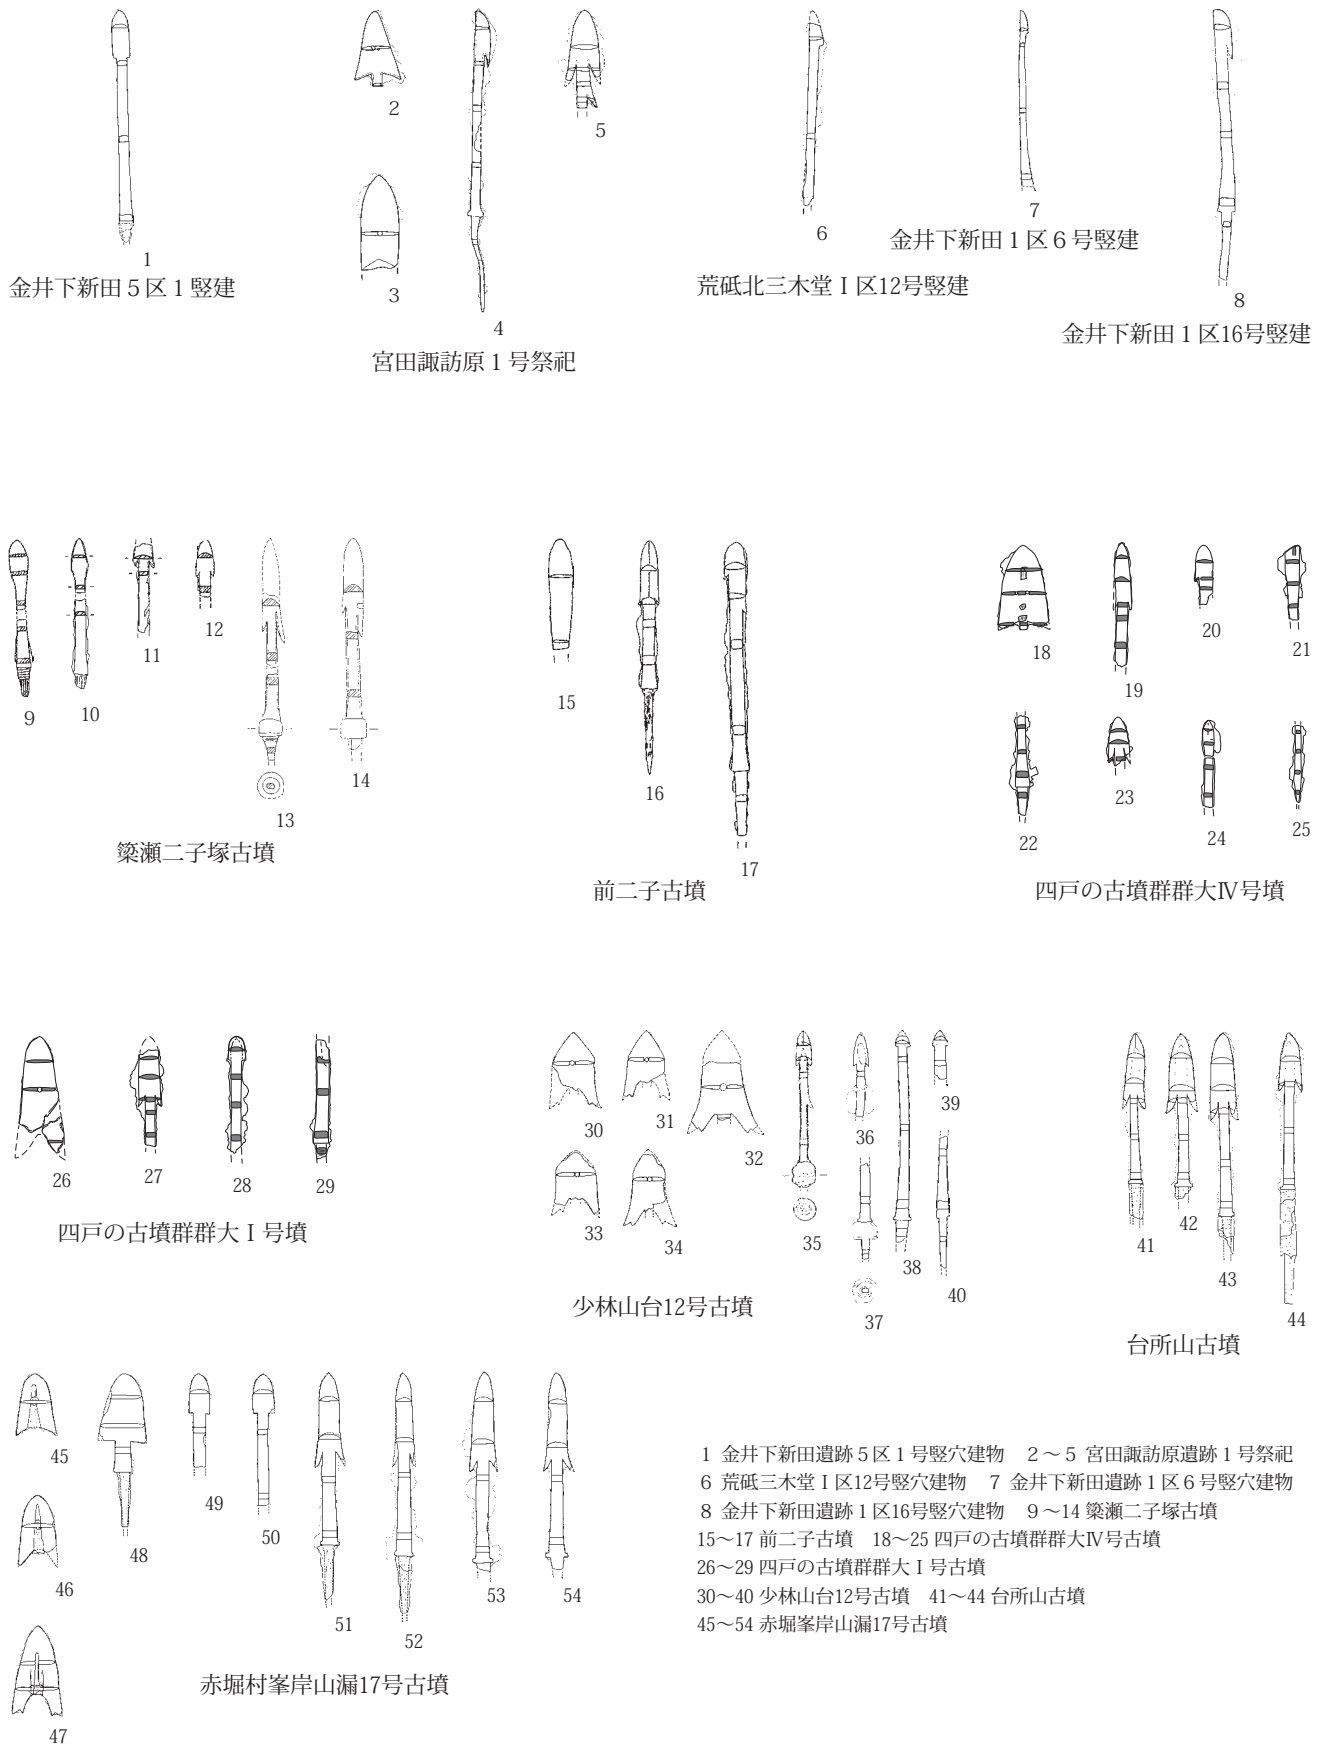 1
金井下新田５区１竪建
2
3
4
5
宮田諏訪原１号祭祀
6
荒砥北三木堂Ⅰ区12号竪建
7
金井下新田１区６号竪建
8
金井下新田１区16号竪建
9
10
11
12
13
14
簗瀬二子塚古墳
15
16
17
前二子古墳
18
19
20
21
22
23
24
25
四戸の古墳群群大Ⅳ号墳
26
27
28
29
四戸の古墳群群大Ⅰ号墳
30
31
32
33
34
35
36
37
38
39
40
少林山台12号古墳
41
42
43
44
台所山古墳
45
46
47
48
49
50
51
52
53
54
赤堀村峯岸山漏17号古墳
１ 金井下新田遺跡５区１号竪穴建物　２～５ 宮田諏訪原遺跡１号祭祀
６ 荒砥三木堂Ⅰ区12号竪穴建物　７ 金井下新田遺跡１区６号竪穴建物
８ 金井下新田遺跡１区16号竪穴建物　９～14 簗瀬二子塚古墳
15～17 前二子古墳　18～25 四戸の古墳群群大Ⅳ号古墳
26～29 四戸の古墳群群大Ⅰ号古墳
30～40 少林山台12号古墳　41～44 台所山古墳
45～54 赤堀峯岸山漏17号古墳